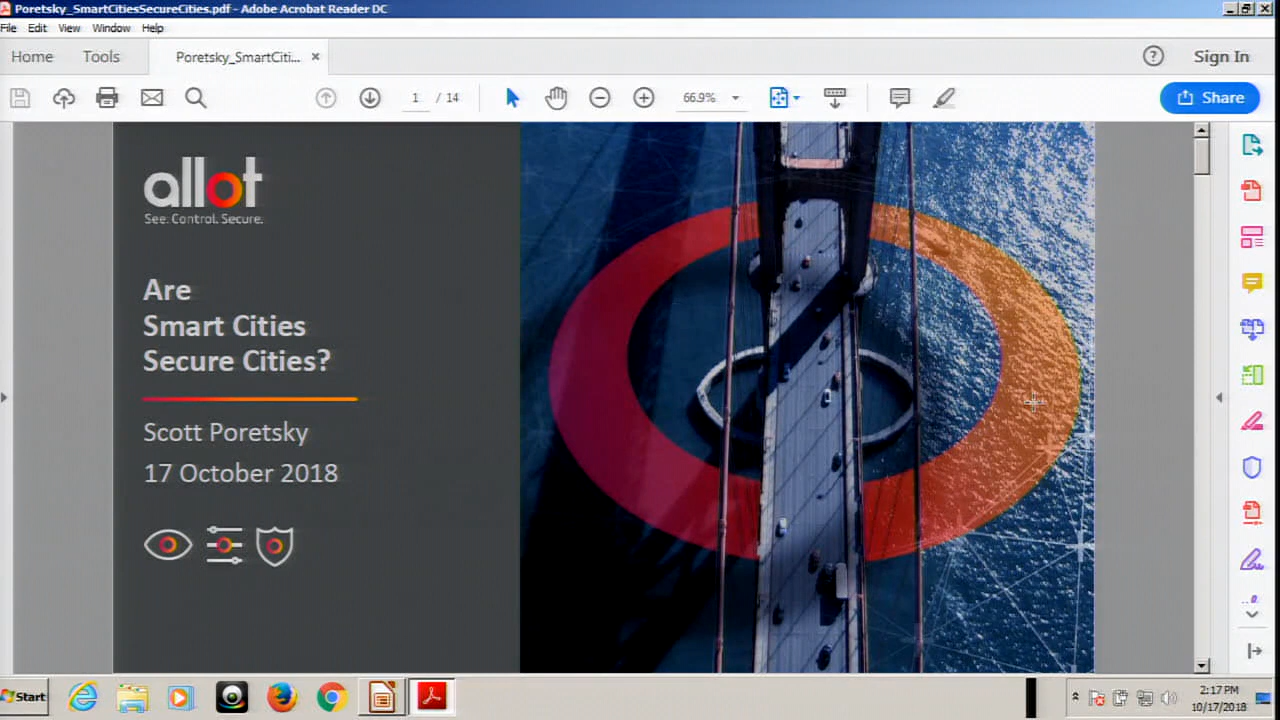 Poretsky_SmartCitiesSecureCities.pdf - Adobe Acrobat Reader DC
File Edit View Window Help
Home Tools Poretsky_SmartCiti... ×
Sign In
1 / 14 66.9% Share
allot
See. Control. Secure.
Are
Smart Cities
Secure Cities?
Scott Poretsky
17 October 2018
Start
2:17 PM
10/17/2018